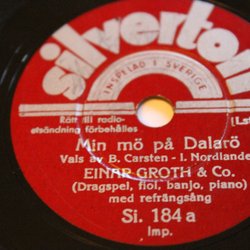 silverton
INSPELAD I SVERIGE
Rätt till radio-
utsändning förbehålles
Min mö på Dalarö
Vals av B. Carsten - I. Nordlander
EINAR GROTH & Co.
(Dragspel, fiol, banjo, piano)
med refrängsång
Si. 184 a
Imp.